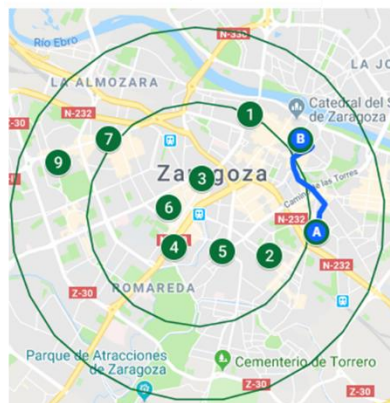 N-330
Río Ebro
LA JO
LA ALMOZARA
Catedral del S
de Zaragoza
N-232
Z-30
1
B
7
9
Zaragoza
3
Camino de las Torres
6
N-232
A
4
5
2
N-232
ROMAREDA
Z-30
Z-30
Parque de Atracciones
de Zaragoza
Cementerio de Torrero
Z-30